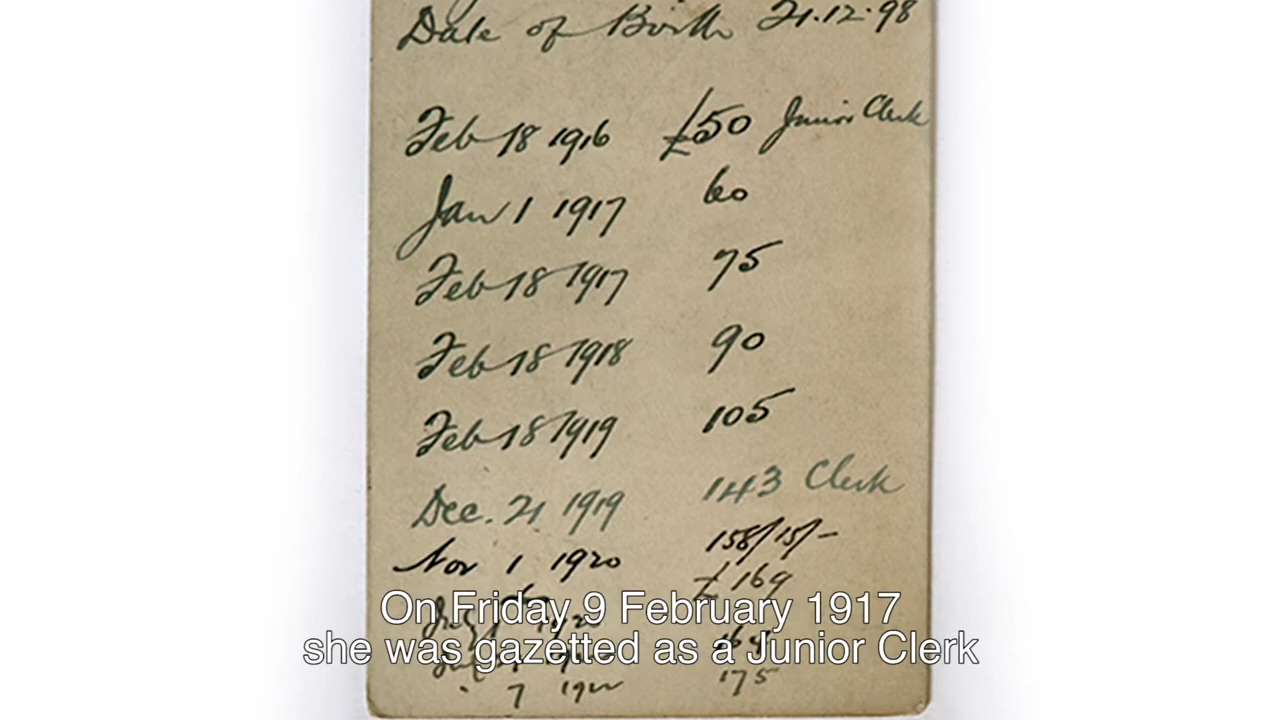 Date of Birth 21.12.98
Feb 18 1916 £50 Junior Clerk
Jan 1 1917 60
Feb 18 1917 75
Feb 18 1918 90
Feb 18 1919 105
Dec. 21 1919 143 Clerk
Nov 1 1920 158/15/-
£169
7 175
On Friday 9 February 1917
she was gazetted as a Junior Clerk